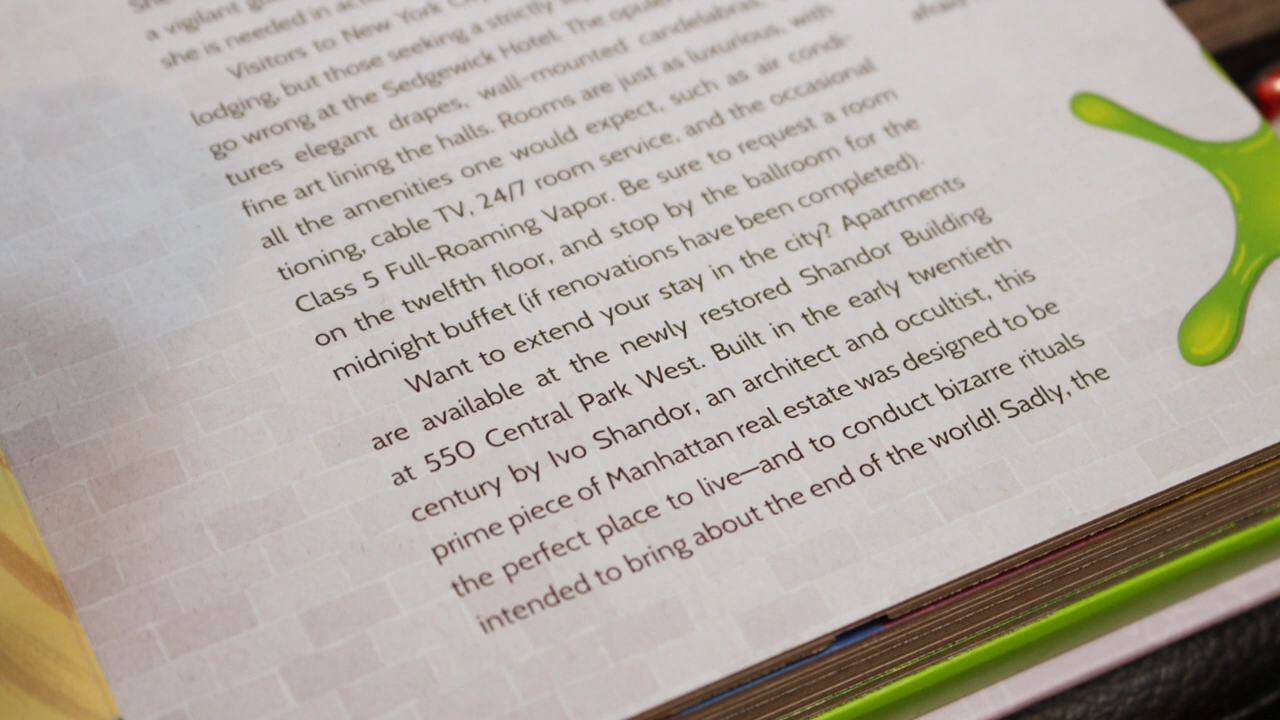 a vigilant
she is needed in
Visitors to New York City
lodging, but those seeking a strictly
go wrong at the Sedgewick Hotel. The
tures elegant drapes, wall-mounted candelabras,
fine art lining the halls. Rooms are just as luxurious, with
all the amenities one would expect, such as air condi-
tioning, cable TV, 24/7 room service, and the occasional
Class 5 Full-Roaming Vapor. Be sure to request a room
on the twelfth floor, and stop by the ballroom for the
midnight buffet (if renovations have been completed).
Want to extend your stay in the city? Apartments
are available at the newly restored Shandor Building
at 550 Central Park West. Built in the early twentieth
century by Ivo Shandor, an architect and occultist, this
prime piece of Manhattan real estate was designed to be
the perfect place to live—and to conduct bizarre rituals
intended to bring about the end of the world! Sadly, the